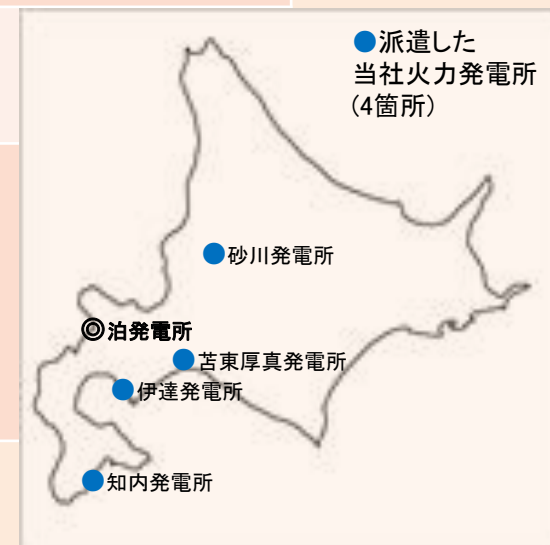 ●派遣した
当社火力発電所
(4箇所)
●砂川発電所
◎泊発電所
●苫東厚真発電所
●伊達発電所
●知内発電所